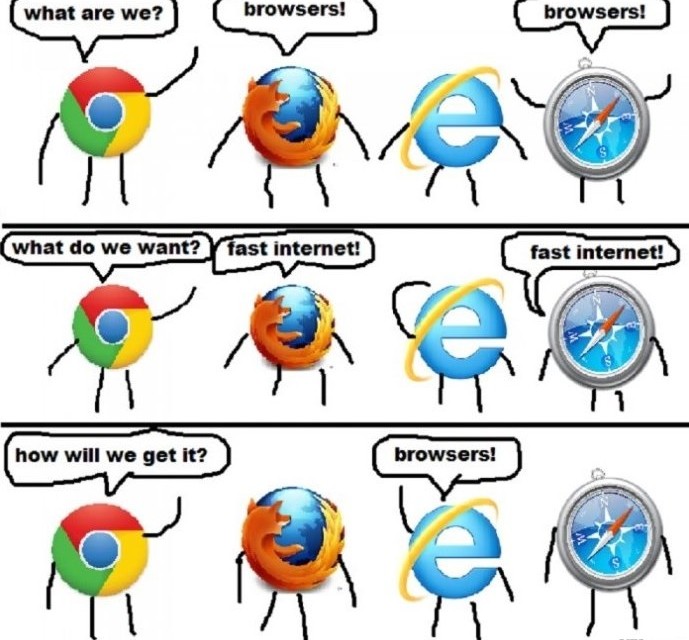 what are we?
browsers!
browsers!
what do we want?
fast internet!
fast internet!
how will we get it?
browsers!